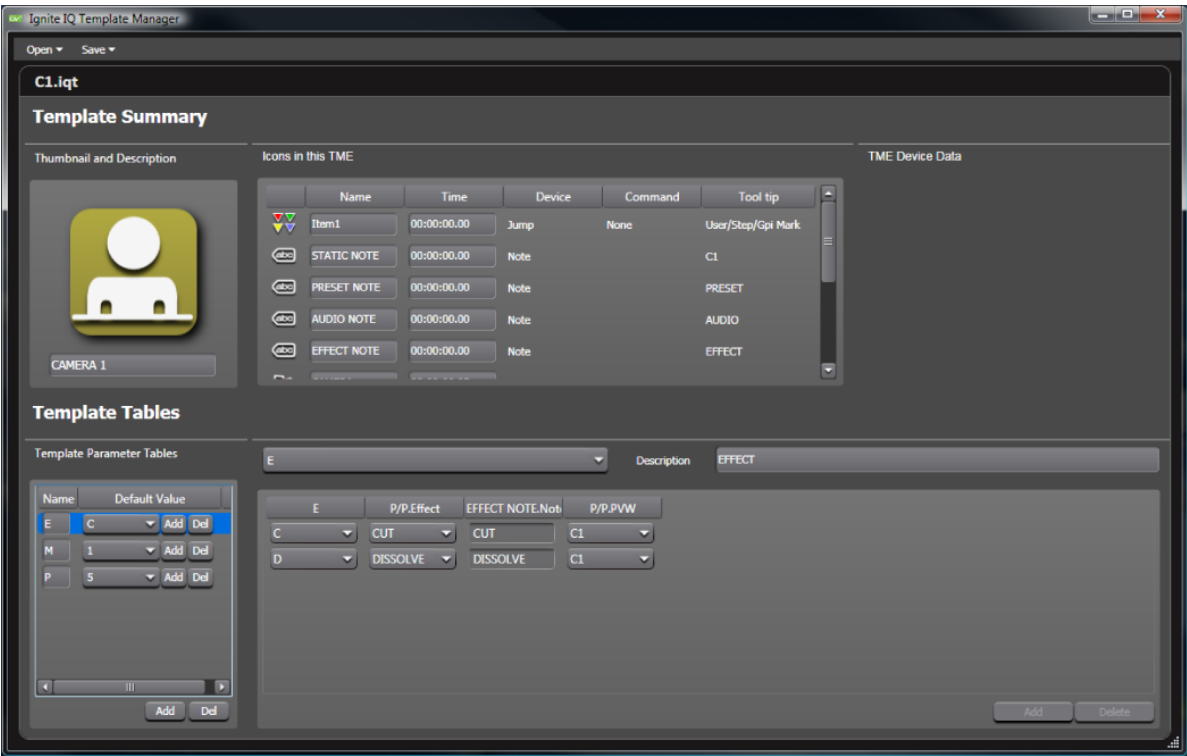 Ignite IQ Template Manager
Open Save
C1.iqt
Template Summary
Thumbnail and Description
Icons in this TME
TME Device Data
Name Time Device Command Tool tip
Item1 00:00:00.00 Jump None User/Step/Gpi Mark
abc STATIC NOTE 00:00:00.00 Note C1
abc PRESET NOTE 00:00:00.00 Note PRESET
abc AUDIO NOTE 00:00:00.00 Note AUDIO
abc EFFECT NOTE 00:00:00.00 Note EFFECT
CAMERA 1
Template Tables
Template Parameter Tables
E Description EFFECT
Name Default Value
E C Add Del
M 1 Add Del
P 5 Add Del
Add Del
E P/P.Effect EFFECT NOTE.Not P/P.PVW
C CUT CUT C1
D DISSOLVE DISSOLVE C1
Add Delete